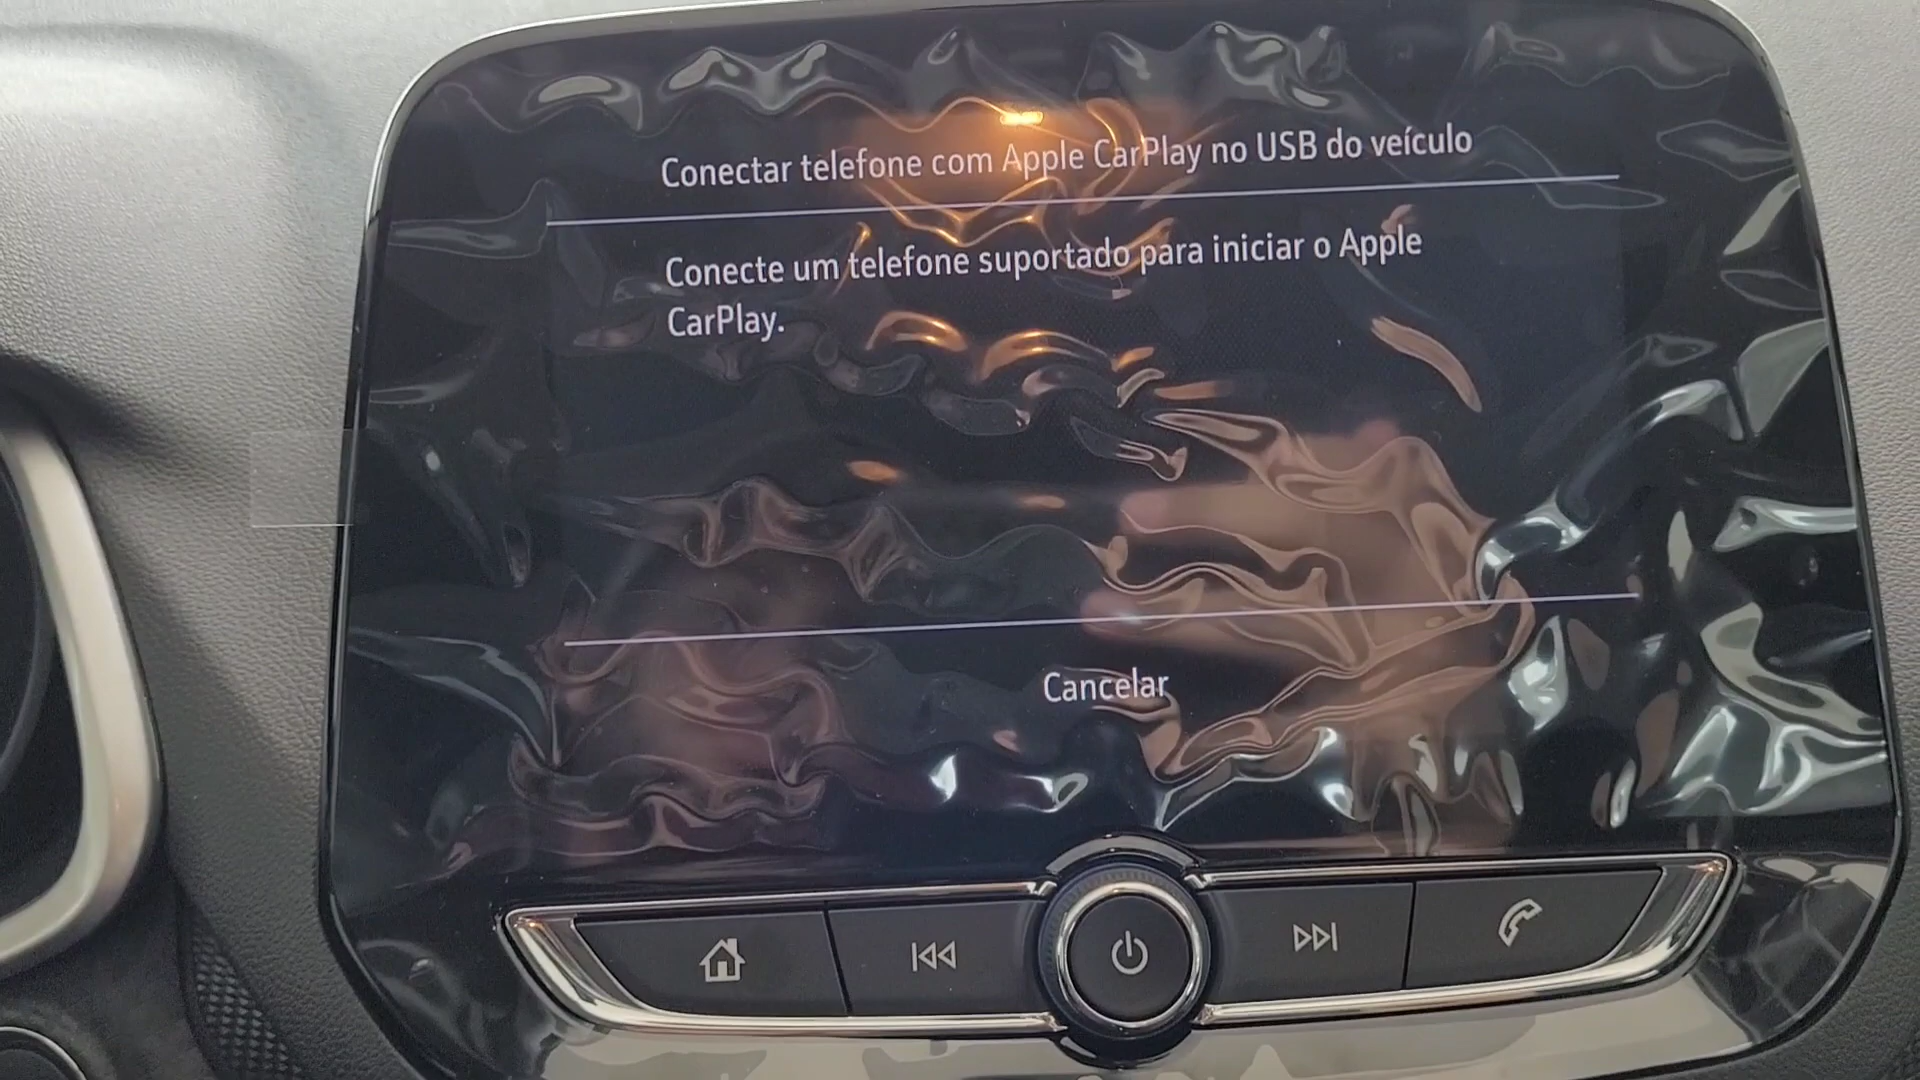 Conectar telefone com Apple CarPlay no USB do veículo
Conecte um telefone suportado para iniciar o Apple
CarPlay.
Cancelar